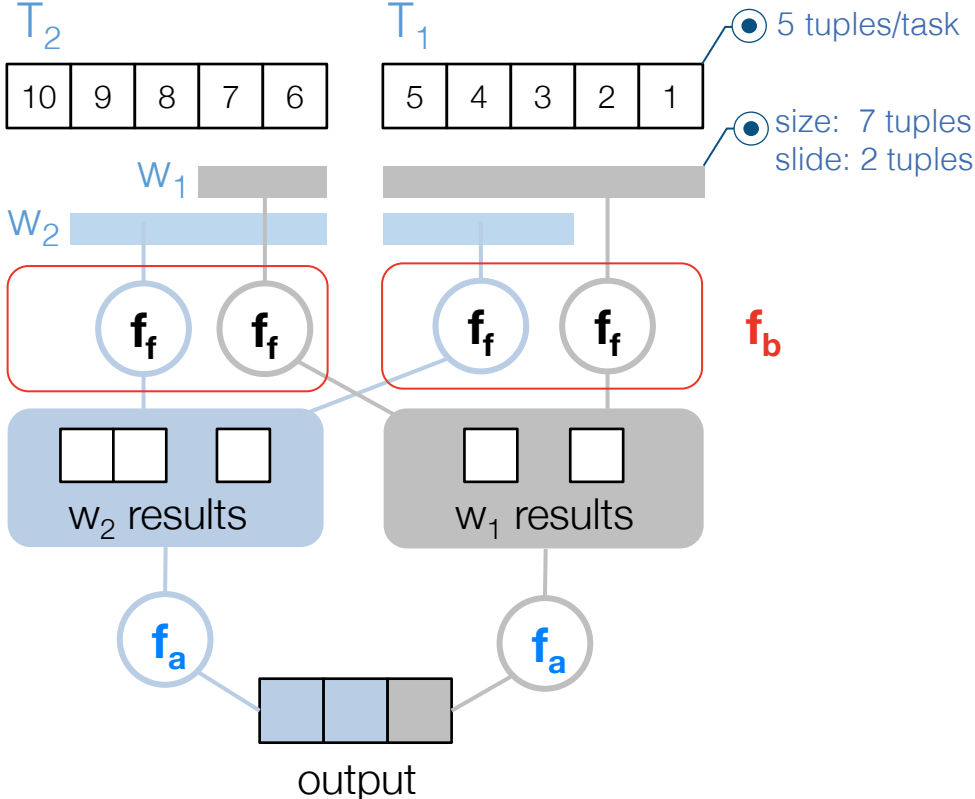 T2 T1 5 tuples/task
10 9 8 7 6 5 4 3 2 1
size: 7 tuples
slide: 2 tuples
w1
w2
ff ff ff ff fb
w2 results w1 results
fa fa
output